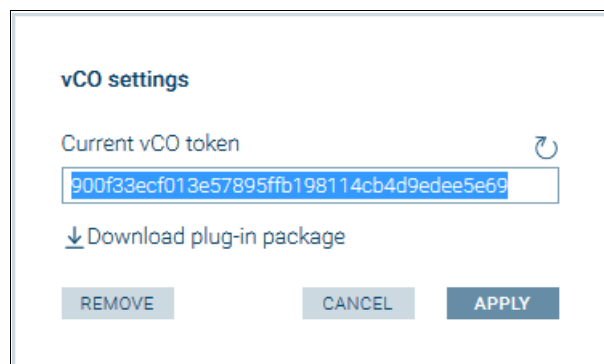 vCO settings
Current vCO token
900f33ecf013e57895ffb198114cb4d9edee5e69
Download plug-in package
REMOVE CANCEL APPLY